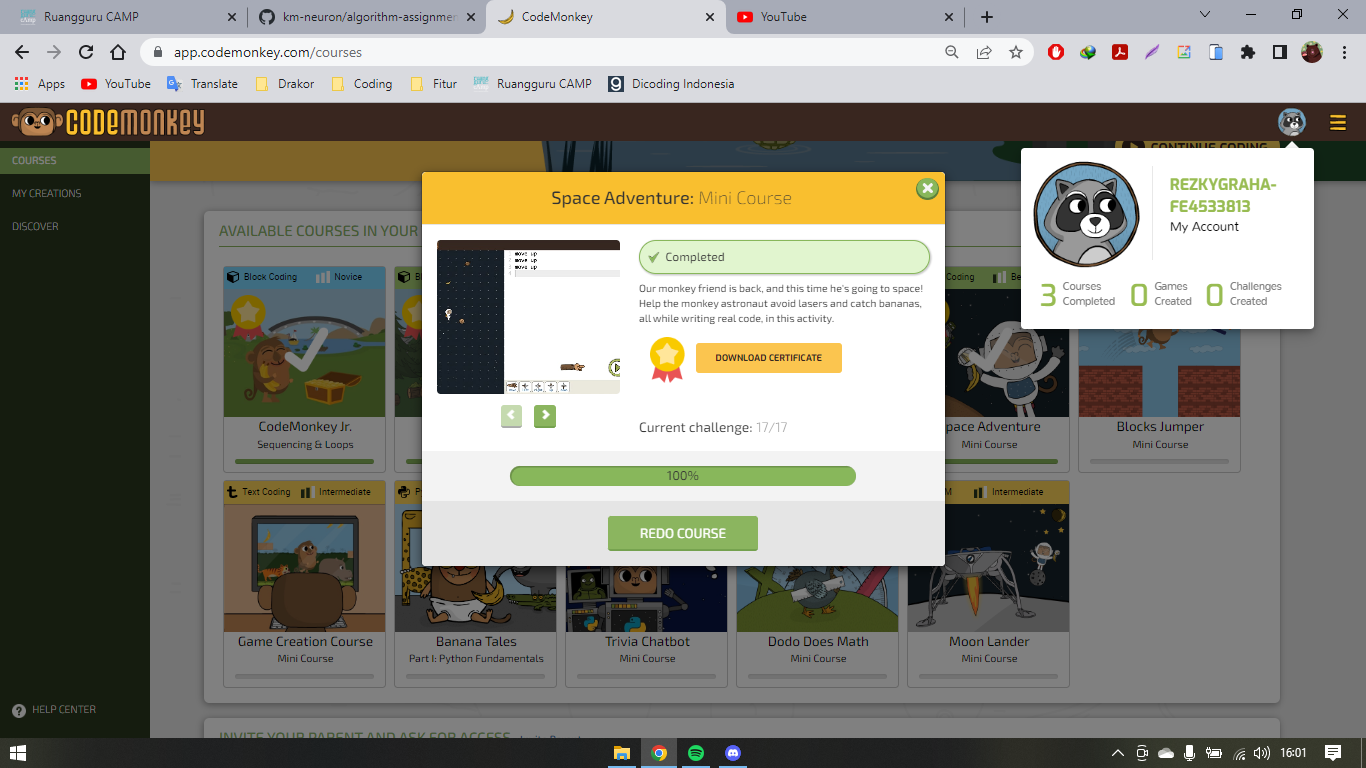 Ruangguru CAMP
km-neuron/algorithm-assignmen
CodeMonkey
YouTube
app.codemonkey.com/courses
Apps
YouTube
Translate
Drakor
Coding
Fitur
Ruangguru CAMP
Dicoding Indonesia
CODEMONKEY
COURSES
MY CREATIONS
DISCOVER
HELP CENTER
CONTINUE CODING
REZKYGRAHA-
FE4533813
My Account
3 Courses Completed
0 Games Created
0 Challenges Created
AVAILABLE COURSES IN YOUR
Space Adventure: Mini Course
move up
move up
move up
Completed
Our monkey friend is back, and this time he's going to space!
Help the monkey astronaut avoid lasers and catch bananas,
all while writing real code, in this activity.
DOWNLOAD CERTIFICATE
Current challenge: 17/17
100%
REDO COURSE
Block Coding
Novice
CodeMonkey Jr.
Sequencing & Loops
Coding
Be
pace Adventure
Mini Course
Blocks Jumper
Mini Course
Text Coding
Intermediate
Game Creation Course
Mini Course
Banana Tales
Part I: Python Fundamentals
Trivia Chatbot
Mini Course
Dodo Does Math
Mini Course
M
Intermediate
Moon Lander
Mini Course
INVITE YOUR PARENT AND ASK FOR ACCESS
16:01